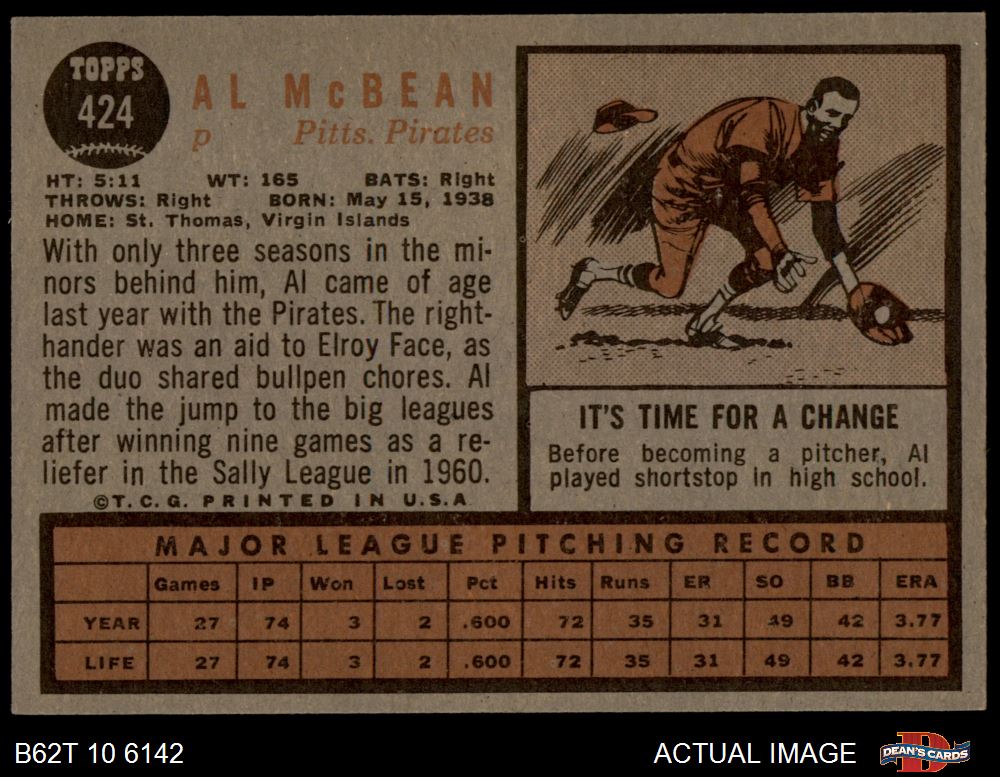 TOPPS
424
AL McBEAN
p Pitts. Pirates
HT: 5:11 WT: 165 BATS: Right
THROWS: Right BORN: May 15, 1938
HOME: St. Thomas, Virgin Islands
With only three seasons in the mi-
nors behind him, Al came of age
last year with the Pirates. The right-
hander was an aid to Elroy Face, as
the duo shared bullpen chores. Al
made the jump to the big leagues
after winning nine games as a re-
liefer in the Sally League in 1960.
©T.C.G. PRINTED IN U.S.A
IT'S TIME FOR A CHANGE
Before becoming a pitcher, Al
played shortstop in high school.
MAJOR LEAGUE PITCHING RECORD
Games IP Won Lost Pct Hits Runs ER SO BB ERA
YEAR 27 74 3 2 .600 72 35 31 49 42 3.77
LIFE 27 74 3 2 .600 72 35 31 49 42 3.77
B62T 10 6142 ACTUAL IMAGE D DEAN'S CARDS